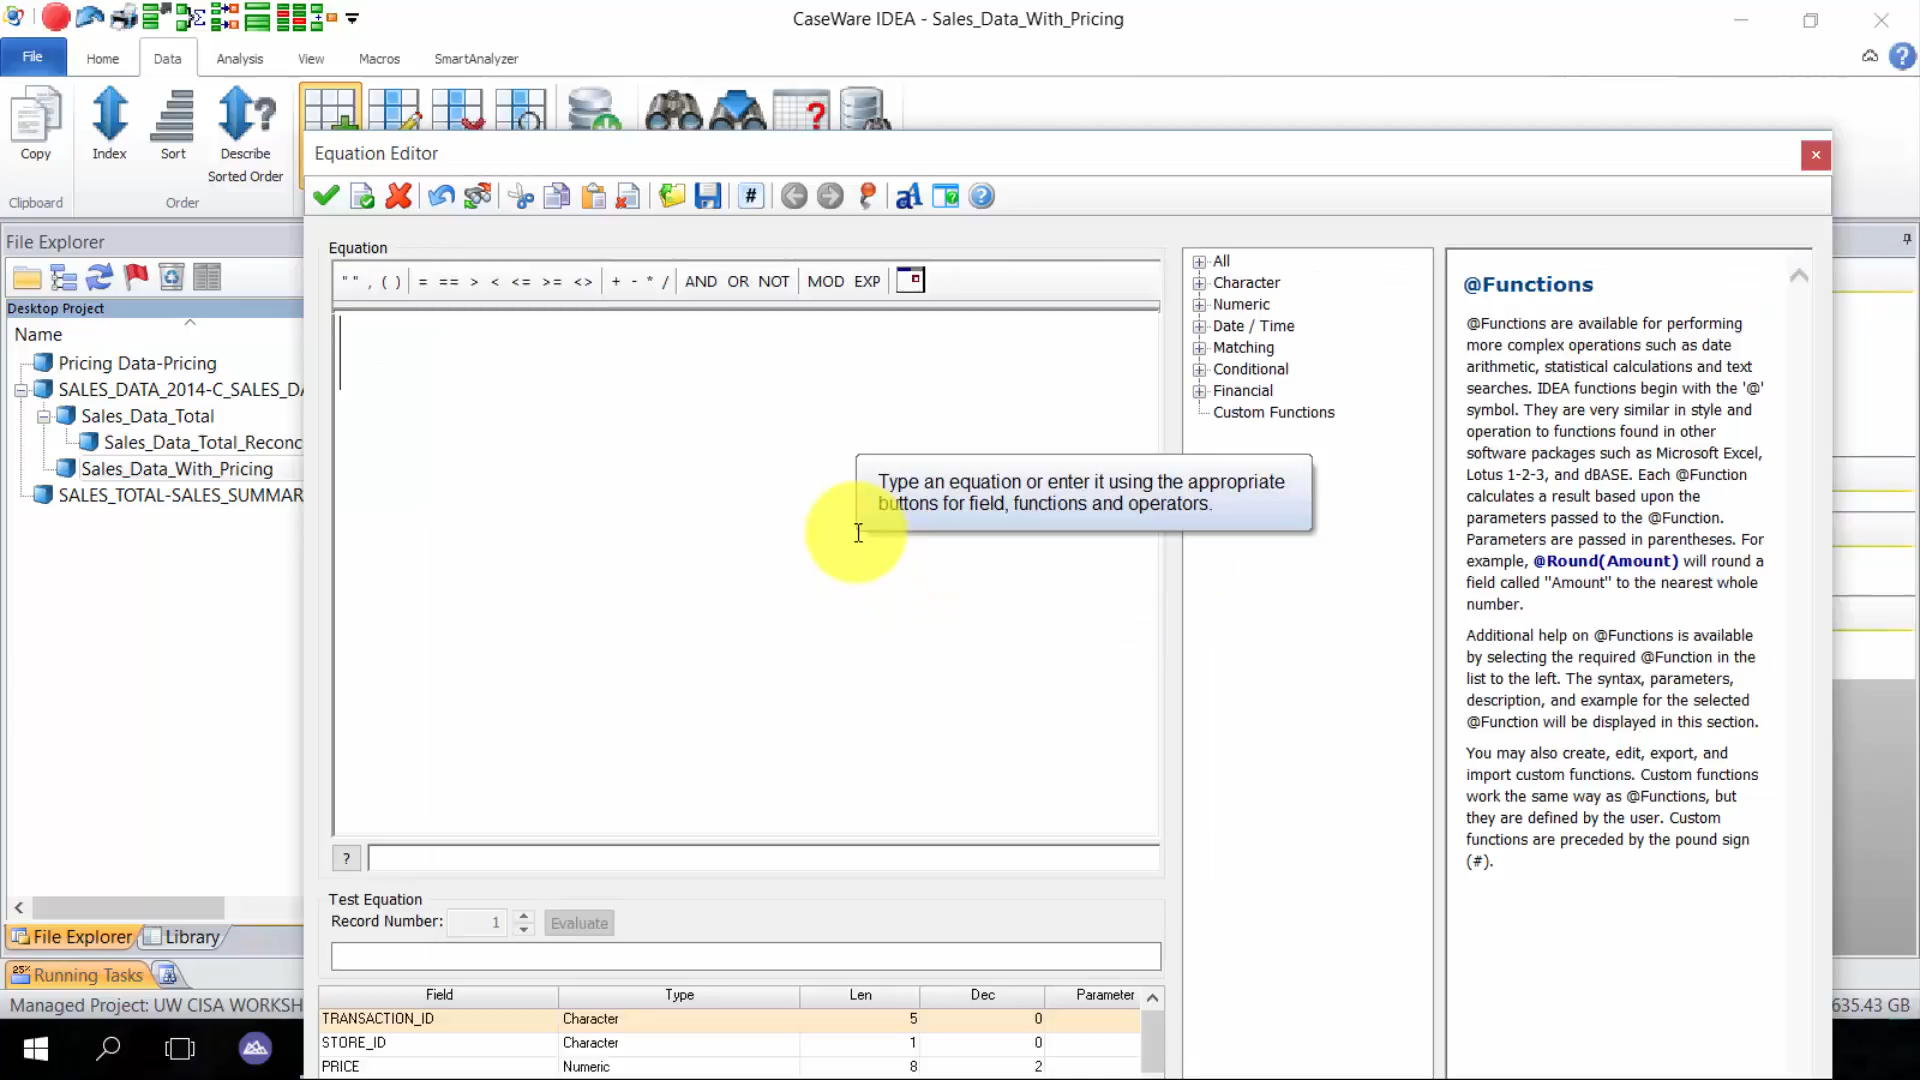 CaseWare IDEA - Sales_Data_With_Pricing
File
Home
Data
Analysis
View
Macros
SmartAnalyzer
Copy
Index
Sort
Describe
Sorted Order
Clipboard
Order
Equation Editor
File Explorer
Desktop Project
Name
Pricing Data-Pricing
SALES_DATA_2014-C_SALES_DA
Sales_Data_Total
Sales_Data_Total_Reconc
Sales_Data_With_Pricing
SALES_TOTAL-SALES_SUMMAR
Equation
" " , ( ) = == > < <= >= <> + - * / AND OR NOT MOD EXP
Type an equation or enter it using the appropriate
buttons for field, functions and operators.
?
Test Equation
Record Number:
1
Evaluate
Field Type Len Dec Parameter
TRANSACTION_ID Character 5 0
STORE_ID Character 1 0
PRICE Numeric 8 2
All
Character
Numeric
Date / Time
Matching
Conditional
Financial
Custom Functions
@Functions
@Functions are available for performing
more complex operations such as date
arithmetic, statistical calculations and text
searches. IDEA functions begin with the '@'
symbol. They are very similar in style and
operation to functions found in other
software packages such as Microsoft Excel,
Lotus 1-2-3, and dBASE. Each @Function
calculates a result based upon the
parameters passed to the @Function.
Parameters are passed in parentheses. For
example, @Round(Amount) will round a
field called "Amount" to the nearest whole
number.
Additional help on @Functions is available
by selecting the required @Function in the
list to the left. The syntax, parameters,
description, and example for the selected
@Function will be displayed in this section.
You may also create, edit, export, and
import custom functions. Custom functions
work the same way as @Functions, but
they are defined by the user. Custom
functions are preceded by the pound sign
(#).
File Explorer
Library
25%
Running Tasks
Managed Project: UW CISA WORKSH
635.43 GB